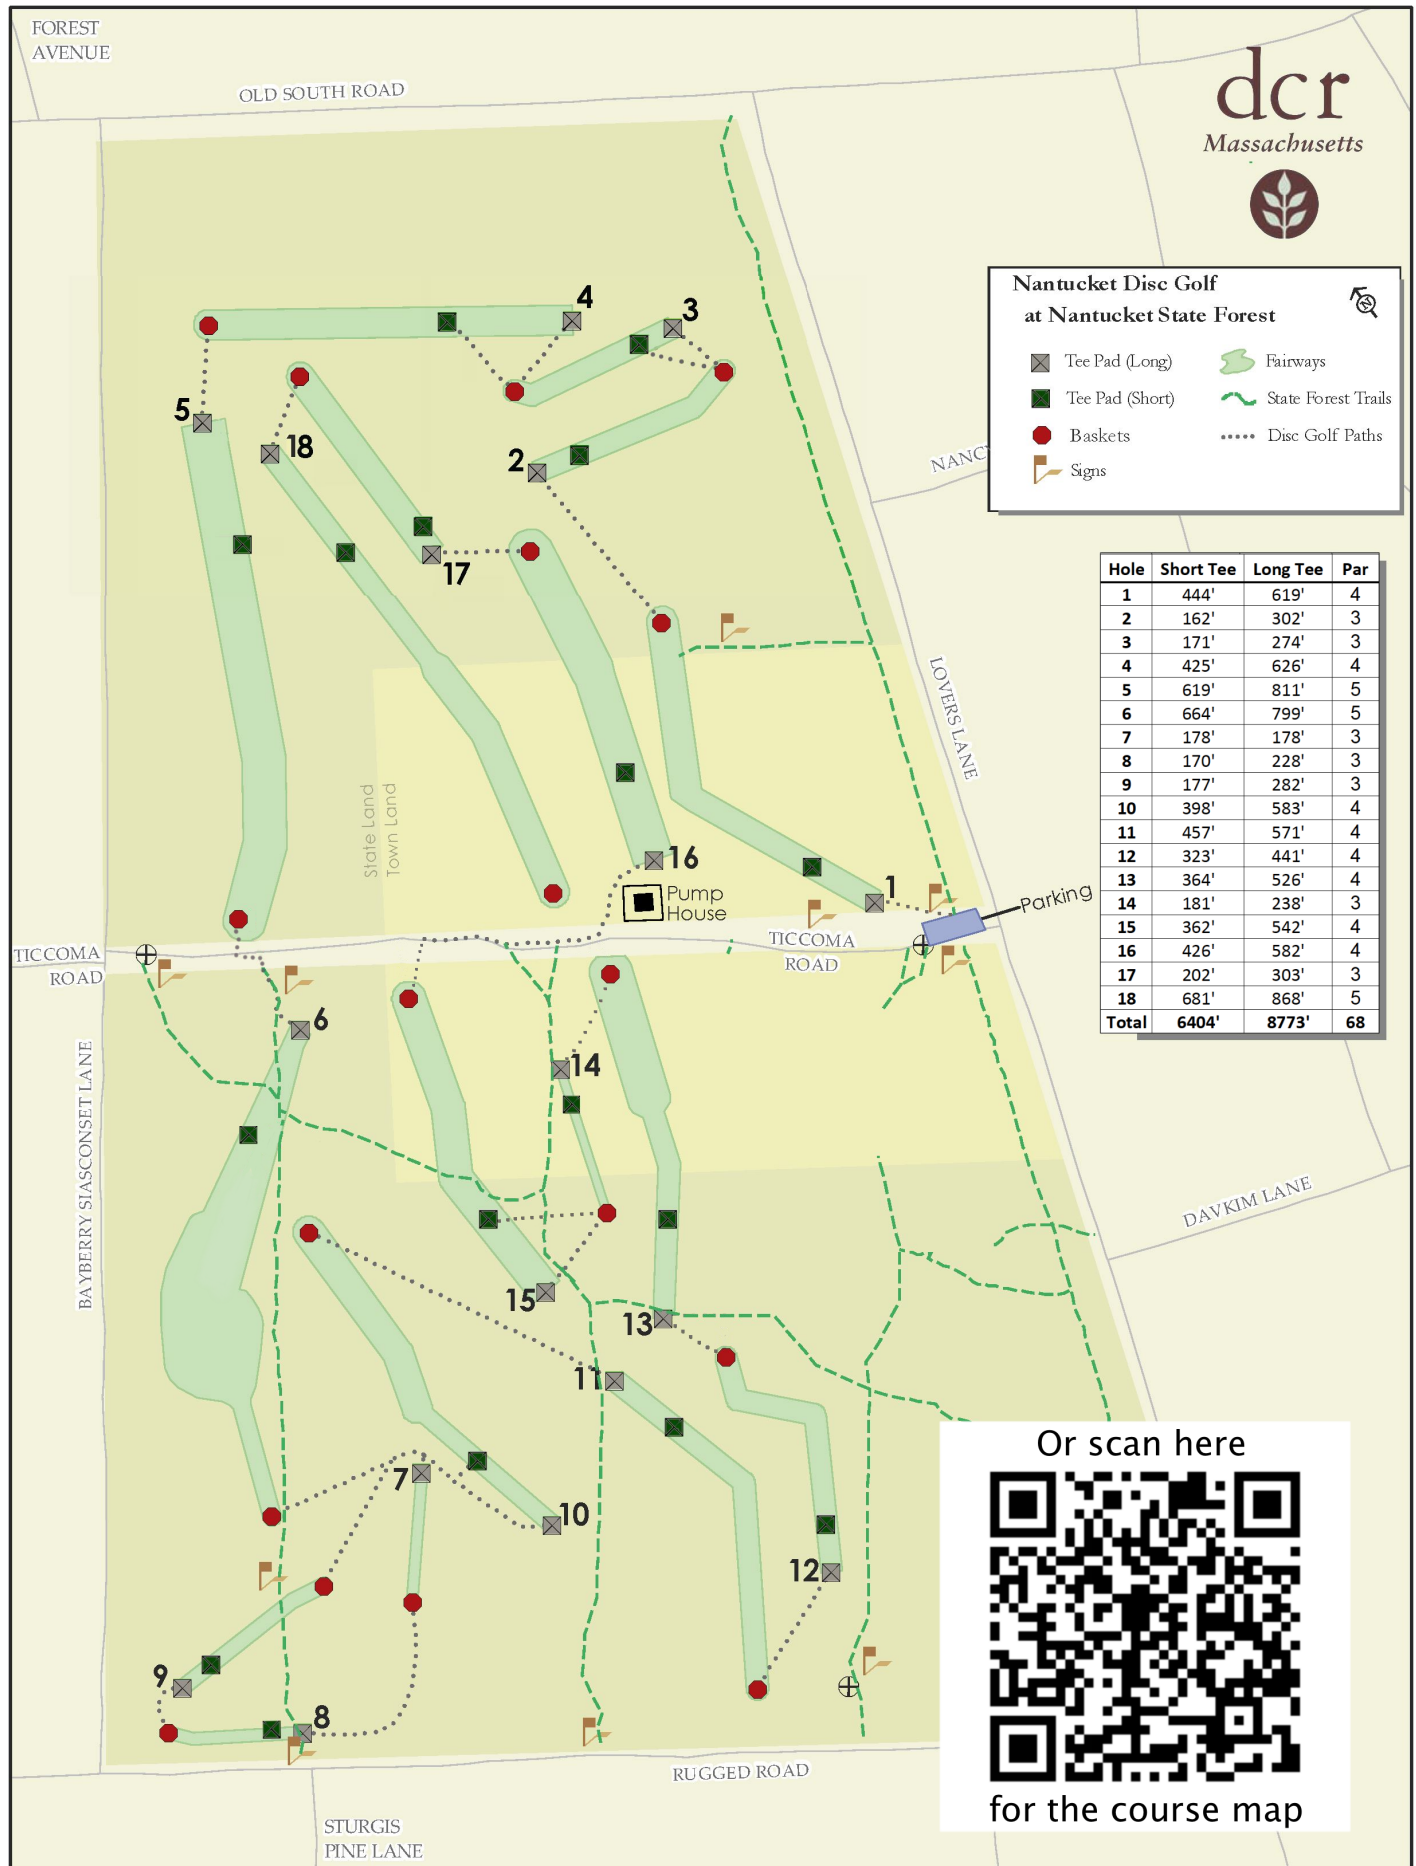 FOREST
AVENUE
OLD SOUTH ROAD
dcr
Massachusetts
Nantucket Disc Golf
at Nantucket State Forest
N
Tee Pad (Long)
Fairways
Tee Pad (Short)
State Forest Trails
Baskets
Disc Golf Paths
Signs
NANC
4
3
5
18
2
17
Hole Short Tee Long Tee Par
1 444' 619' 4
2 162' 302' 3
3 171' 274' 3
4 425' 626' 4
5 619' 811' 5
6 664' 799' 5
7 178' 178' 3
8 170' 228' 3
9 177' 282' 3
10 398' 583' 4
11 457' 571' 4
12 323' 441' 4
13 364' 526' 4
14 181' 238' 3
15 362' 542' 4
16 426' 582' 4
17 202' 303' 3
18 681' 868' 5
Total 6404' 8773' 68
LOVERS LANE
State Land
Town Land
16
Pump
House
1
Parking
TICCOMA
ROAD
TICCOMA
ROAD
6
14
BAYBERRY SIASCONSET LANE
DAVKIM LANE
15
13
11
7
10
12
9
8
RUGGED ROAD
STURGIS
PINE LANE
Or scan here
for the course map